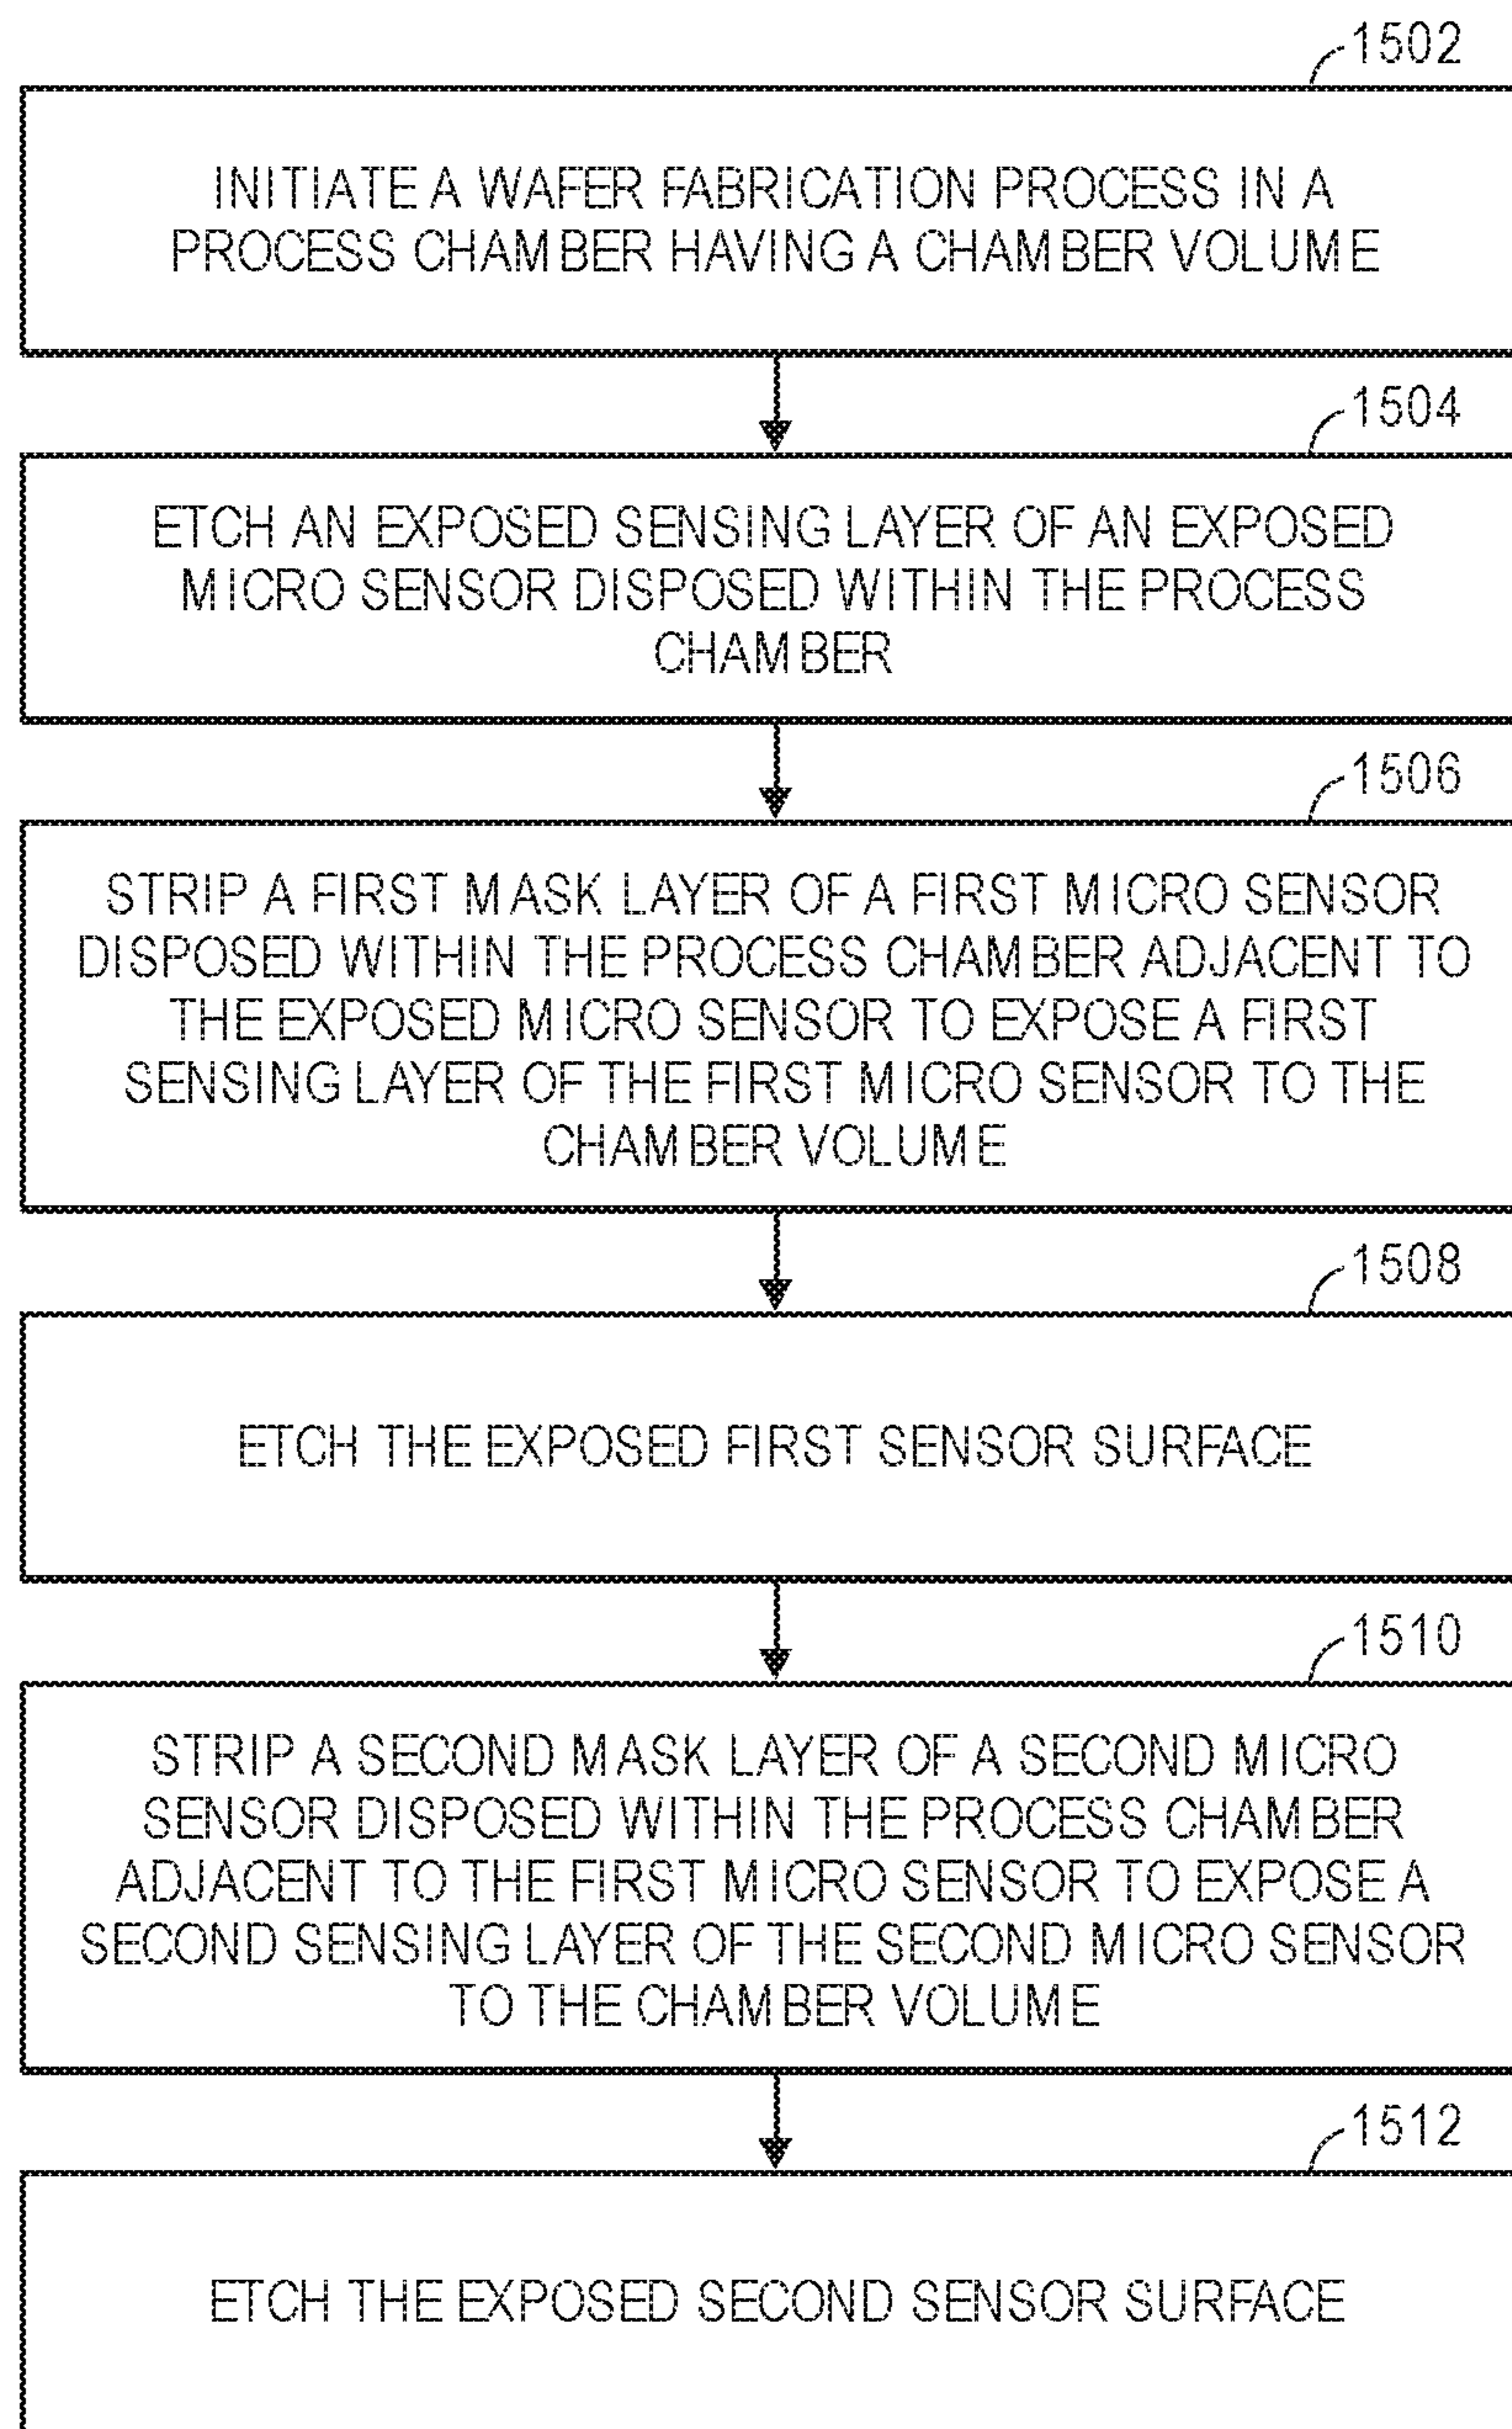 1502
INITIATE A WAFER FABRICATION PROCESS IN A
PROCESS CHAMBER HAVING A CHAMBER VOLUME
1504
ETCH AN EXPOSED SENSING LAYER OF AN EXPOSED
MICRO SENSOR DISPOSED WITHIN THE PROCESS
CHAMBER
1506
STRIP A FIRST MASK LAYER OF A FIRST MICRO SENSOR
DISPOSED WITHIN THE PROCESS CHAMBER ADJACENT TO
THE EXPOSED MICRO SENSOR TO EXPOSE A FIRST
SENSING LAYER OF THE FIRST MICRO SENSOR TO THE
CHAMBER VOLUME
1508
ETCH THE EXPOSED FIRST SENSOR SURFACE
1510
STRIP A SECOND MASK LAYER OF A SECOND MICRO
SENSOR DISPOSED WITHIN THE PROCESS CHAMBER
ADJACENT TO THE FIRST MICRO SENSOR TO EXPOSE A
SECOND SENSING LAYER OF THE SECOND MICRO SENSOR
TO THE CHAMBER VOLUME
1512
ETCH THE EXPOSED SECOND SENSOR SURFACE